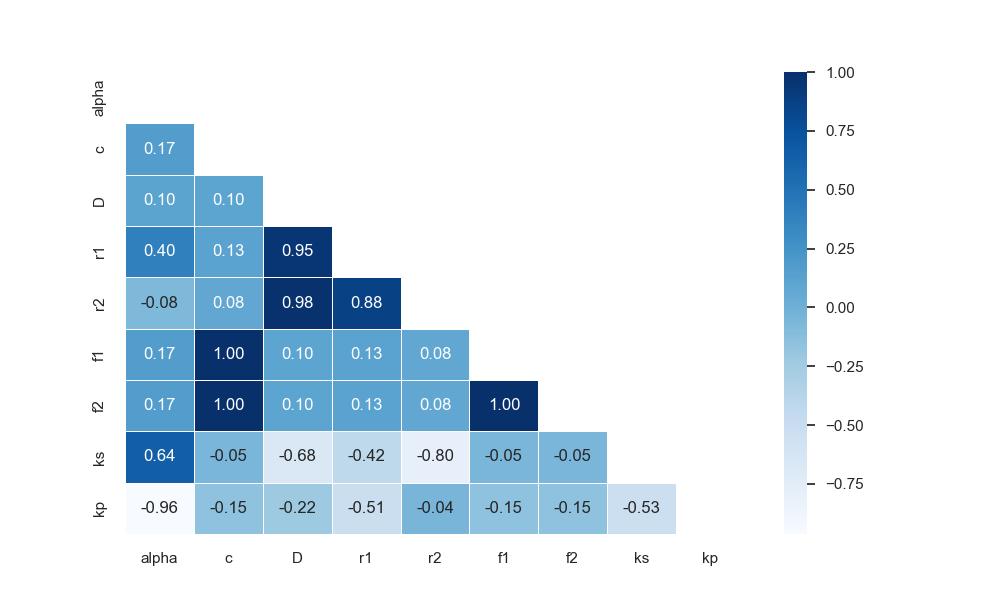 alpha
c 0.17
D 0.10 0.10
r1 0.40 0.13 0.95
r2 -0.08 0.08 0.98 0.88
f1 0.17 1.00 0.10 0.13 0.08
f2 0.17 1.00 0.10 0.13 0.08 1.00
ks 0.64 -0.05 -0.68 -0.42 -0.80 -0.05 -0.05
kp -0.96 -0.15 -0.22 -0.51 -0.04 -0.15 -0.15 -0.53
alpha c D r1 r2 f1 f2 ks kp
1.00
0.75
0.50
0.25
0.00
−0.25
−0.50
−0.75